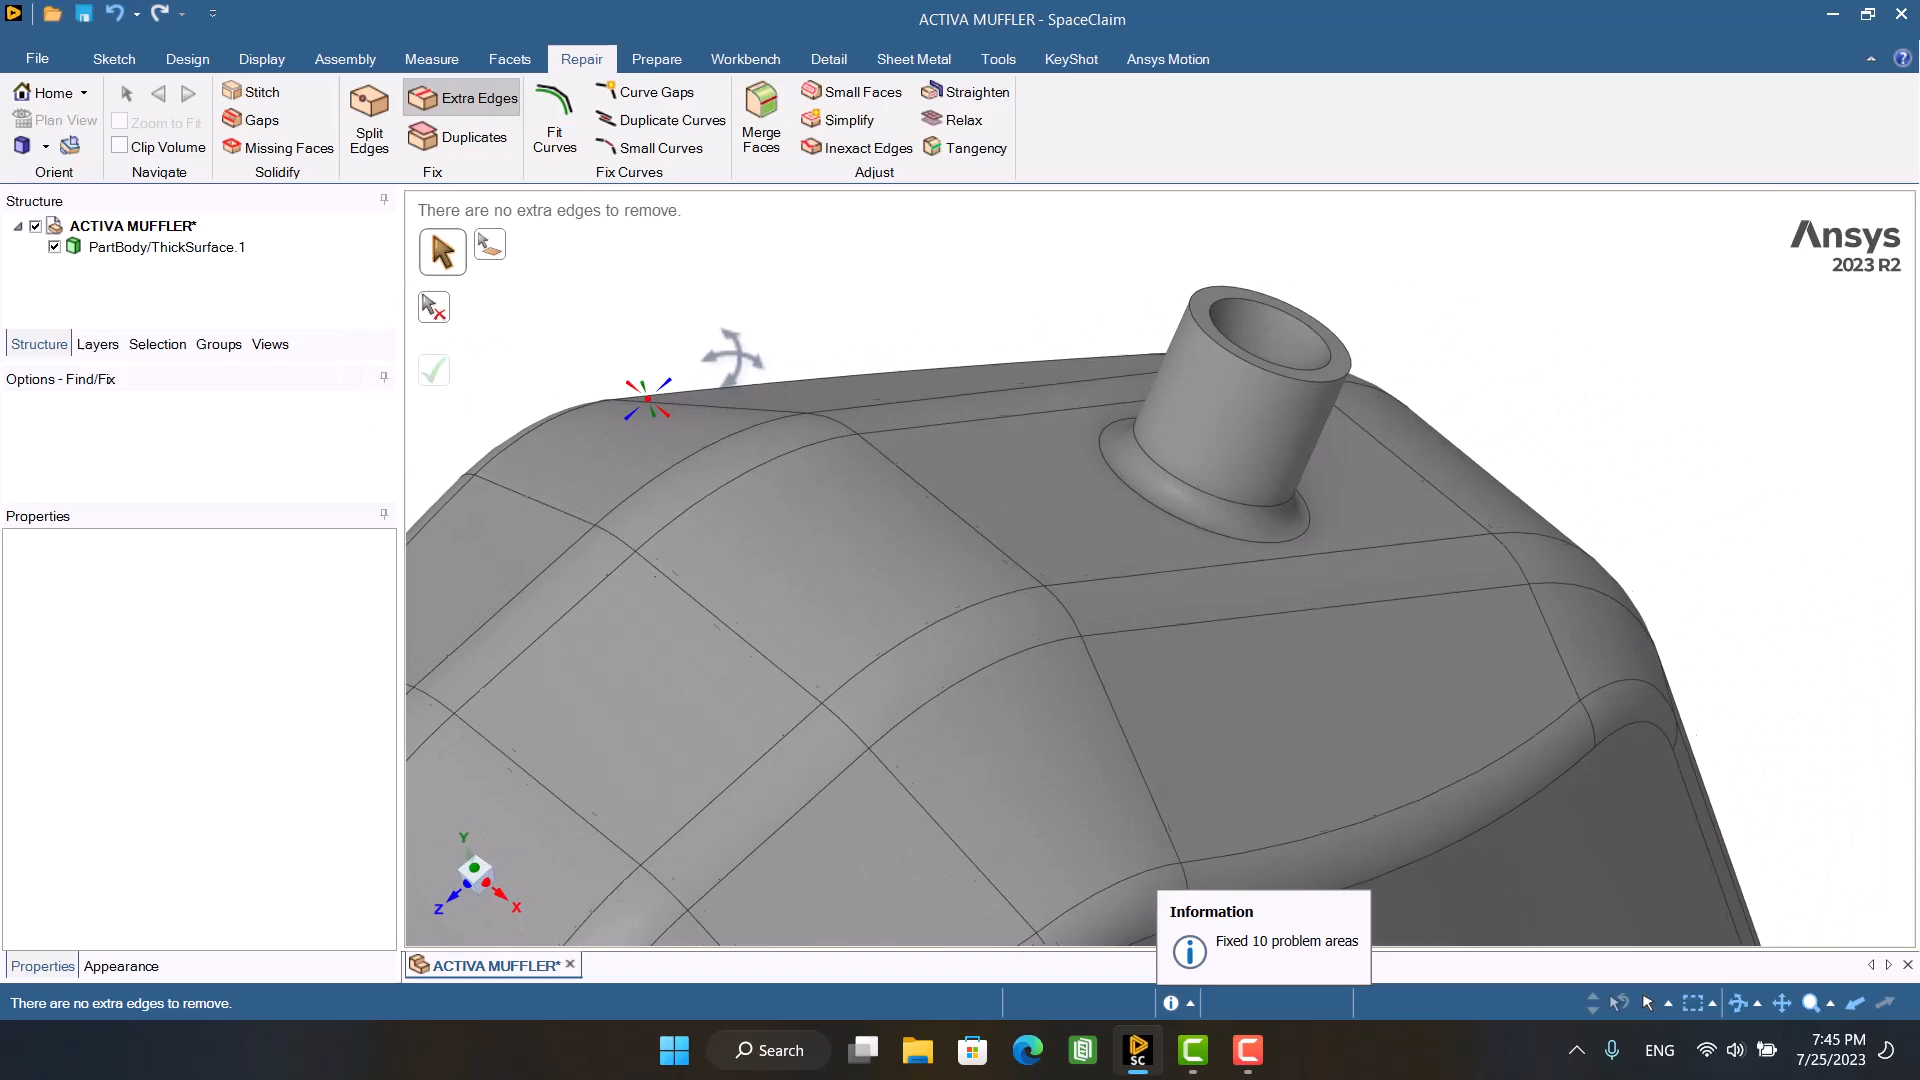 ACTIVA MUFFLER - SpaceClaim
File Sketch Design Display Assembly Measure Facets Repair Prepare Workbench Detail Sheet Metal Tools KeyShot Ansys Motion
Home
Plan View
Orient
Zoom to Fit
Clip Volume
Navigate
Stitch
Gaps
Missing Faces
Solidify
Split Edges
Extra Edges
Duplicates
Fix
Fit Curves
Curve Gaps
Duplicate Curves
Small Curves
Fix Curves
Merge Faces
Small Faces
Simplify
Inexact Edges
Straighten
Relax
Tangency
Adjust
Structure
ACTIVA MUFFLER*
PartBody/ThickSurface.1
Structure Layers Selection Groups Views
Options - Find/Fix
Properties
Properties Appearance
There are no extra edges to remove.
Ansys
2023 R2
Y
Z
X
Information
i
Fixed 10 problem areas
ACTIVA MUFFLER*
There are no extra edges to remove.
Search
SC
ENG
7:45 PM
7/25/2023